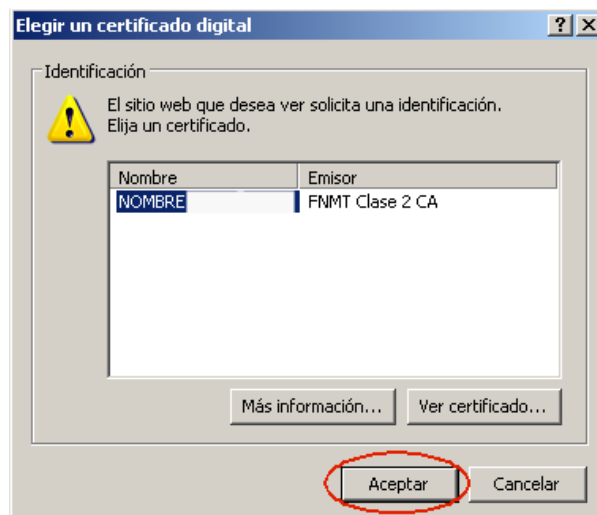 Elegir un certificado digital
Identificación
El sitio web que desea ver solicita una identificación.
Elija un certificado.
Nombre Emisor
NOMBRE FNMT Clase 2 CA
Más información... Ver certificado...
Aceptar Cancelar